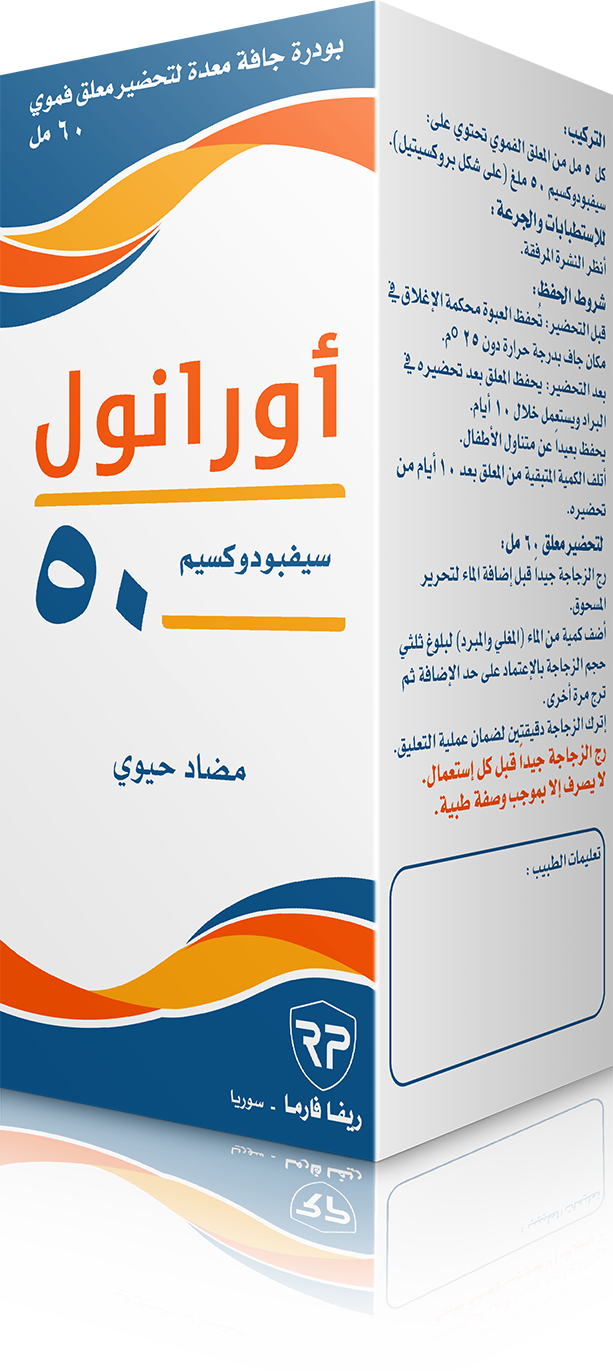 بودرة جافة معدة لتحضير معلق فموي
٦٠ مل
أورانول
سيفبودوكسيم
٥٠
مضاد حيوي
RP
ريفا فارما - سوريا
التركيب:
كل ٥ مل من المعلق الفموي تحتوي على:
سيفبودوكسيم ٥٠ ملغ (على شكل بروكسيتيل).
للإستطبابات والجرعة:
أنظر النشرة المرفقة.
شروط الحفظ:
قبل التحضير: تُحفظ العبوة محكمة الإغلاق في
مكان جاف بدرجة حرارة دون ٢٥ °م.
بعد التحضير: يحفظ المعلق بعد تحضيره في
البراد ويستعمل خلال ١٠ أيام.
يحفظ بعيدا عن متناول الأطفال.
أتلف الكمية المتبقية من المعلق بعد ١٠ أيام من
تحضيره.
لتحضير معلق ٦٠ مل:
رج الزجاجة جيداً قبل إضافة الماء لتحرير
المسحوق.
أضف كمية من الماء (المغلي والمبرد) لبلوغ ثلثي
حجم الزجاجة بالإعتماد على حد الإضافة ثم
ترج مرة أخرى.
إترك الزجاجة دقيقتين لضمان عملية التعليق.
رج الزجاجة جيداً قبل كل إستعمال.
لا يصرف إلا بموجب وصفة طبية.
تعليمات الطبيب :